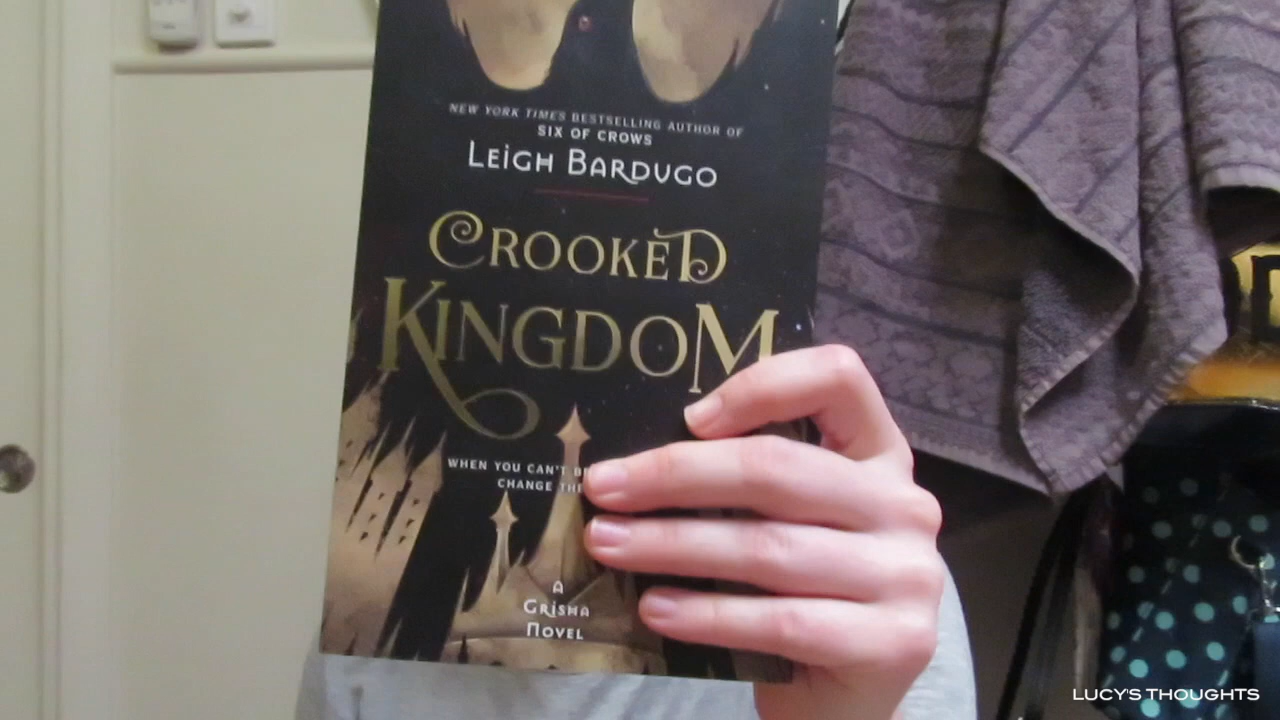 NEW YORK TIMES BESTSELLING AUTHOR OF
SIX OF CROWS
LEIGH BARDUGO
CROOKED
KINGDOM
WHEN YOU CAN'T
CHANGE
A
GRISHA
NOVEL
LUCY'S THOUGHTS